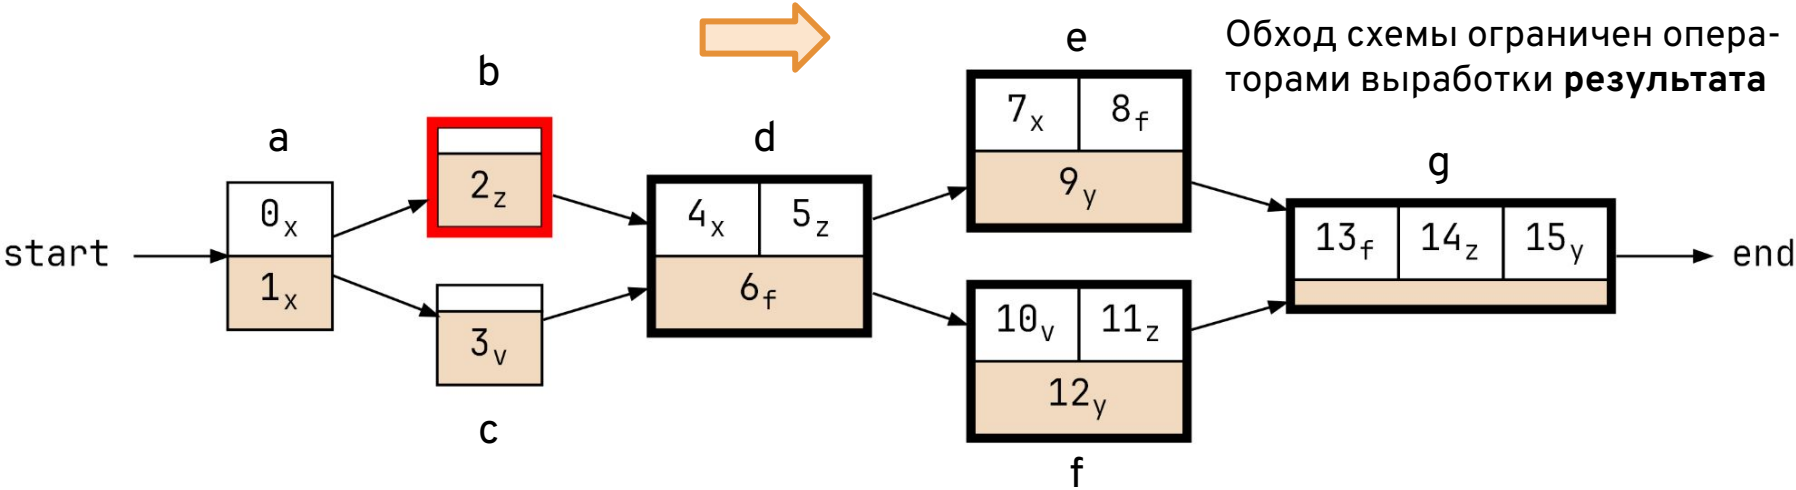 Обход схемы ограничен опера-
торами выработки результата
start
a
0x
1x
b
2z
c
3v
d
4x 5z
6f
e
7x 8f
9y
f
10v 11z
12y
g
13f 14z 15y
end